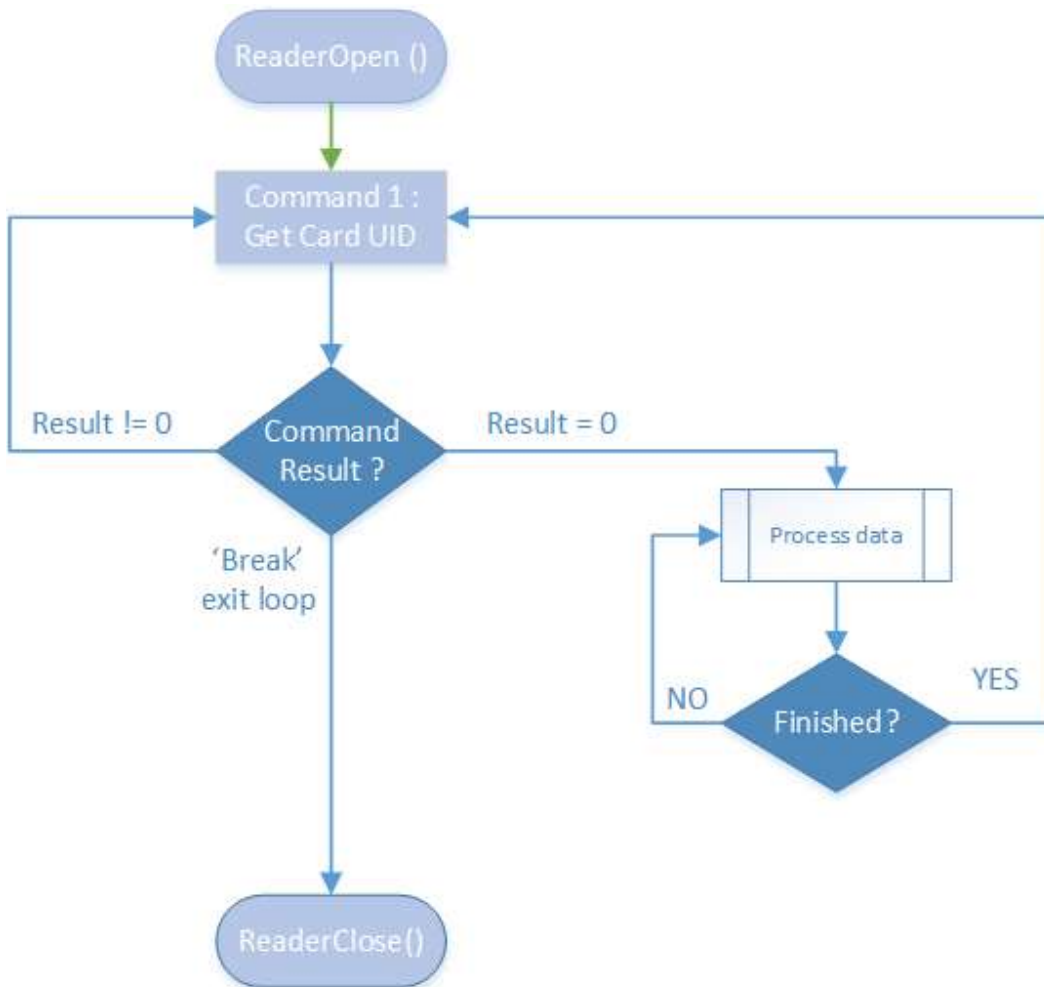 ReaderOpen ()
Command 1 :
Get Card UID
Result != 0
Command
Result ?
Result = 0
Process data
‘Break’
exit loop
NO
Finished?
YES
ReaderClose()